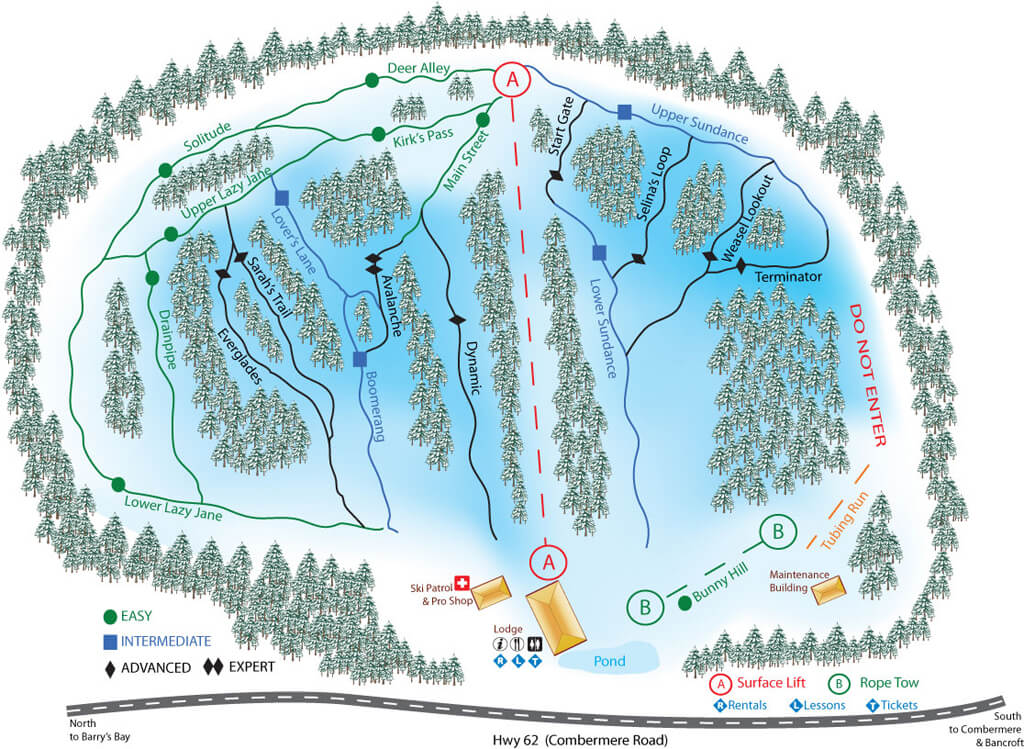 Deer Alley
A
Solitude
Kirk's Pass
Main Street
Start Gate
Upper Sundance
Upper Lazy Jane
Selina's Loop
Lover's Lane
Weasel Lookout
Sarah's Trail
Avalanche
Terminator
Drainpipe
Everglades
Boomerang
Dynamic
Lower Sundance
DO NOT ENTER
Lower Lazy Jane
Tubing Run
B
A
Bunny Hill
B
Ski Patrol
& Pro Shop
Maintenance
Building
Lodge
i
R L T
Pond
EASY
INTERMEDIATE
ADVANCED
EXPERT
A Surface Lift
B Rope Tow
R Rentals
L Lessons
T Tickets
North
to Barry's Bay
Hwy 62 (Combermere Road)
South
to Combermere
& Bancroft